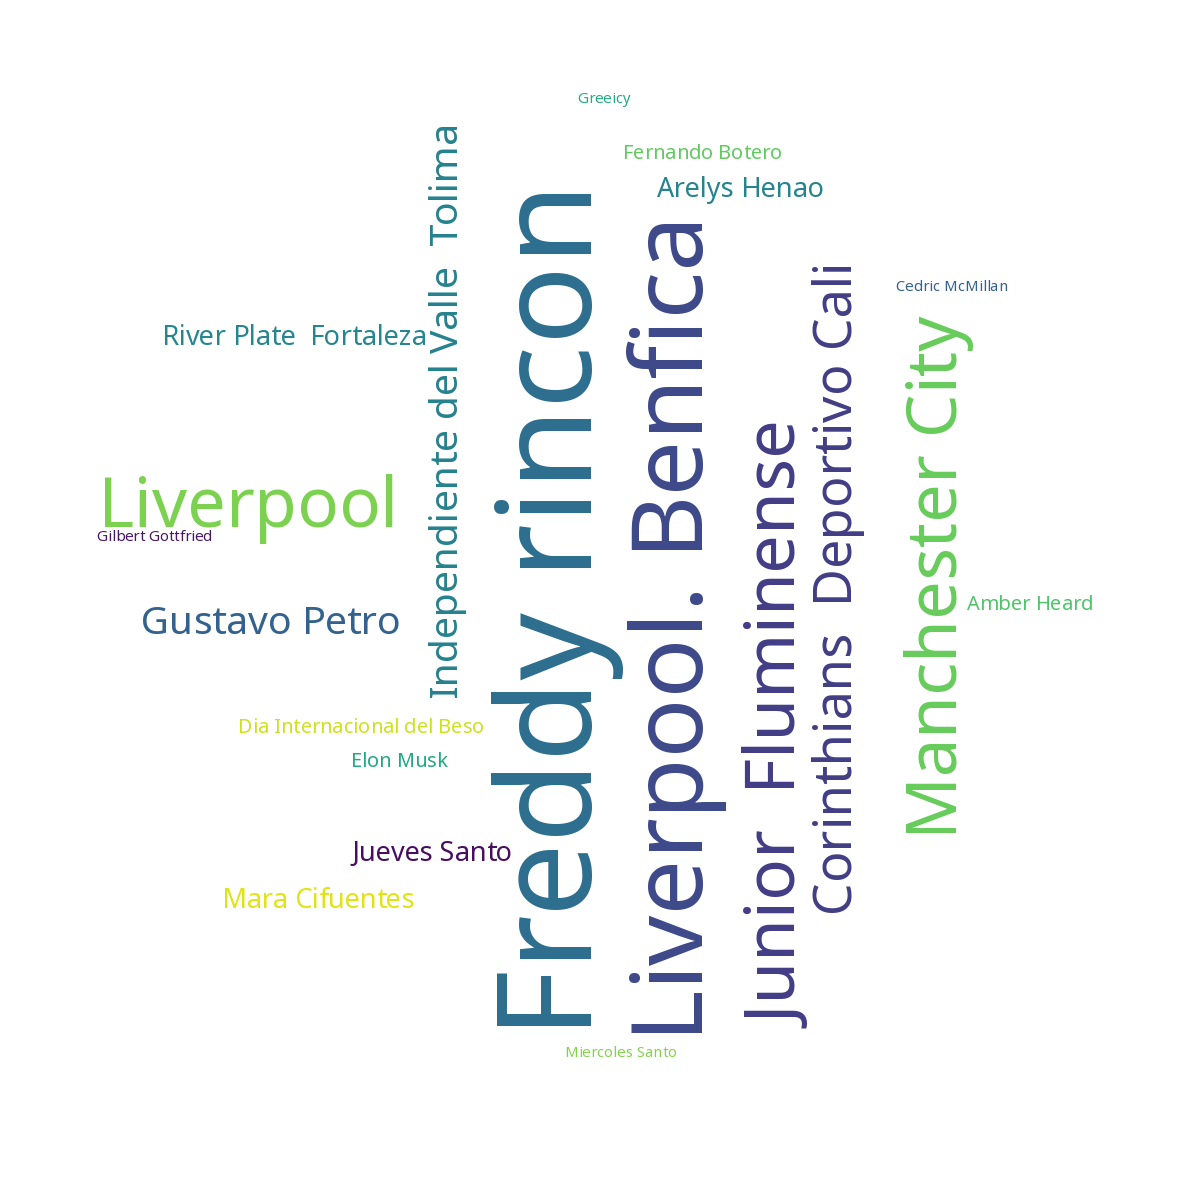 Greeicy
Fernando Botero
Arelys Henao
Cedric McMillan
River Plate  Fortaleza
Independiente del Valle  Tolima
Freddy rincon
Liverpool. Benfica
Junior  Fluminense
Corinthians  Deportivo Cali
Manchester City
Liverpool
Gilbert Gottfried
Gustavo Petro
Amber Heard
Dia Internacional del Beso
Elon Musk
Jueves Santo
Mara Cifuentes
Miercoles Santo